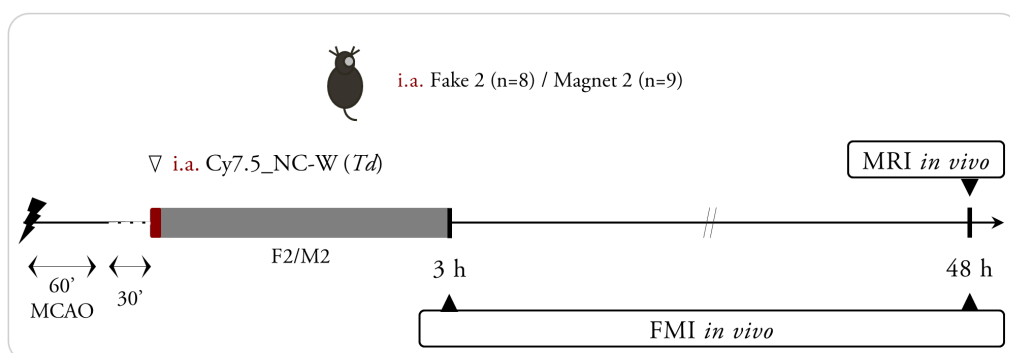 i.a. Fake 2 (n=8) / Magnet 2 (n=9)
▽ i.a. Cy7.5_NC-W (Td)
MRI in vivo
F2/M2
3 h
48 h
60’
MCAO
30’
FMI in vivo